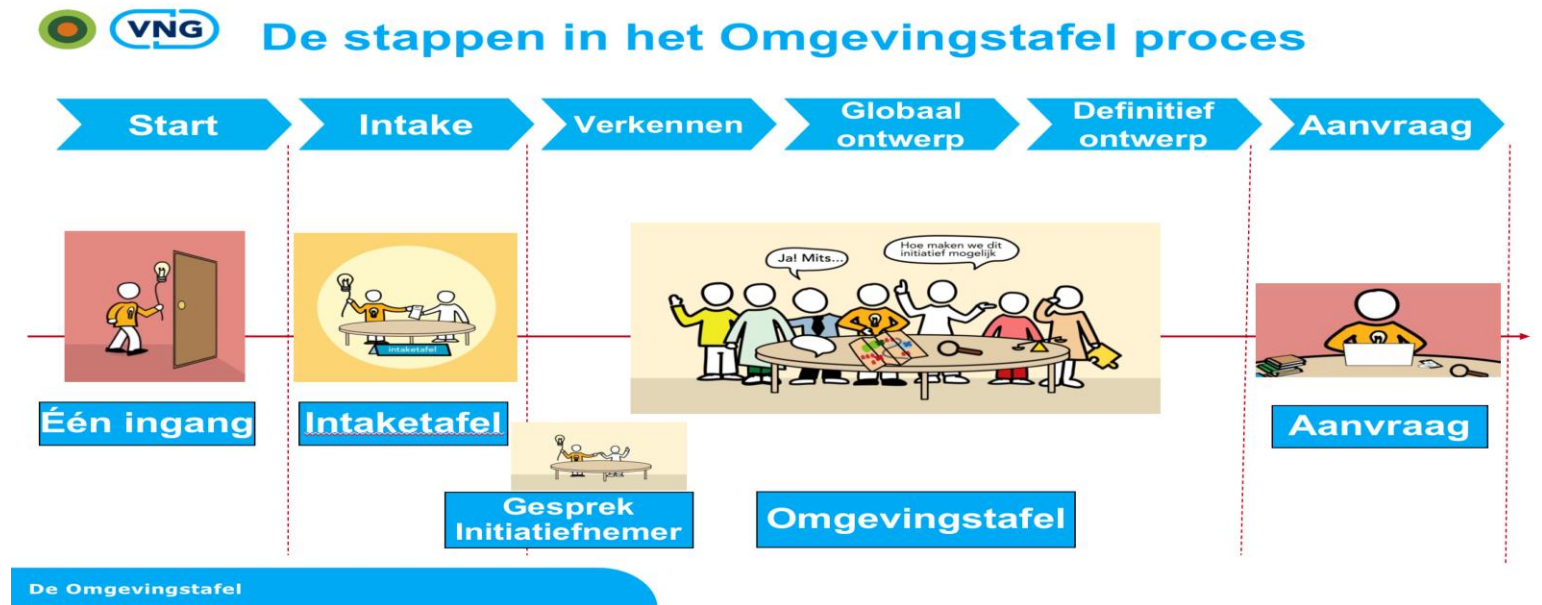 VNG
De stappen in het Omgevingstafel proces
Start
Intake
Verkennen
Globaal
ontwerp
Definitief
ontwerp
Aanvraag
Ja! Mits...
Hoe maken we dit
initiatief mogelijk
Intaketafel
Één ingang
Intaketafel
Aanvraag
Gesprek
Initiatiefnemer
Omgevingstafel
De Omgevingstafel